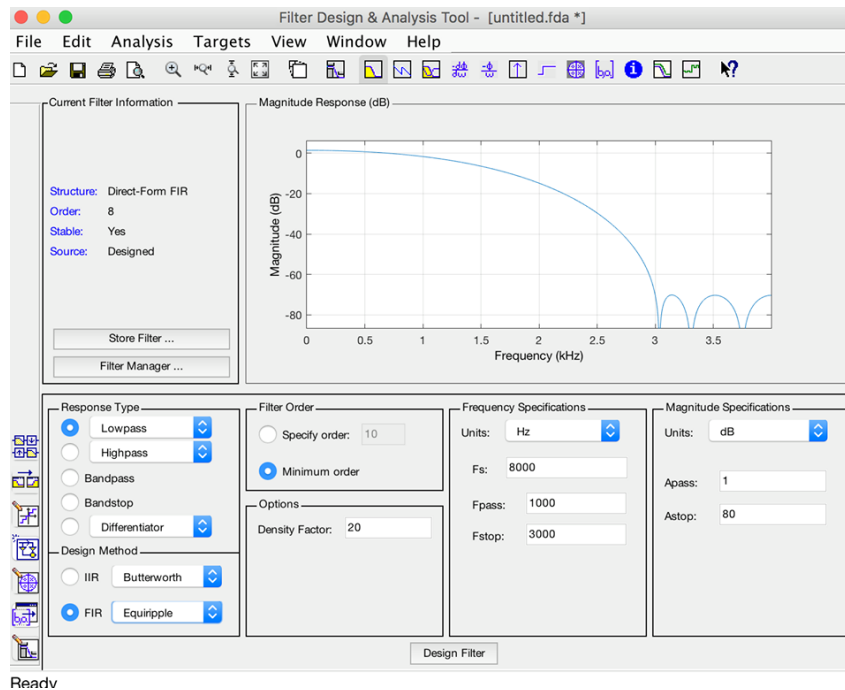 Filter Design & Analysis Tool - [untitled.fda *]
File Edit Analysis Targets View Window Help
Current Filter Information
Structure: Direct-Form FIR
Order: 8
Stable: Yes
Source: Designed
Store Filter ...
Filter Manager ...
Magnitude Response (dB)
Magnitude (dB)
0
-20
-40
-60
-80
0 0.5 1 1.5 2 2.5 3 3.5
Frequency (kHz)
Response Type
Lowpass
Highpass
Bandpass
Bandstop
Differentiator
Design Method
IIR Butterworth
FIR Equiripple
Filter Order
Specify order: 10
Minimum order
Options
Density Factor: 20
Frequency Specifications
Units: Hz
Fs: 8000
Fpass: 1000
Fstop: 3000
Magnitude Specifications
Units: dB
Apass: 1
Astop: 80
Design Filter
Ready